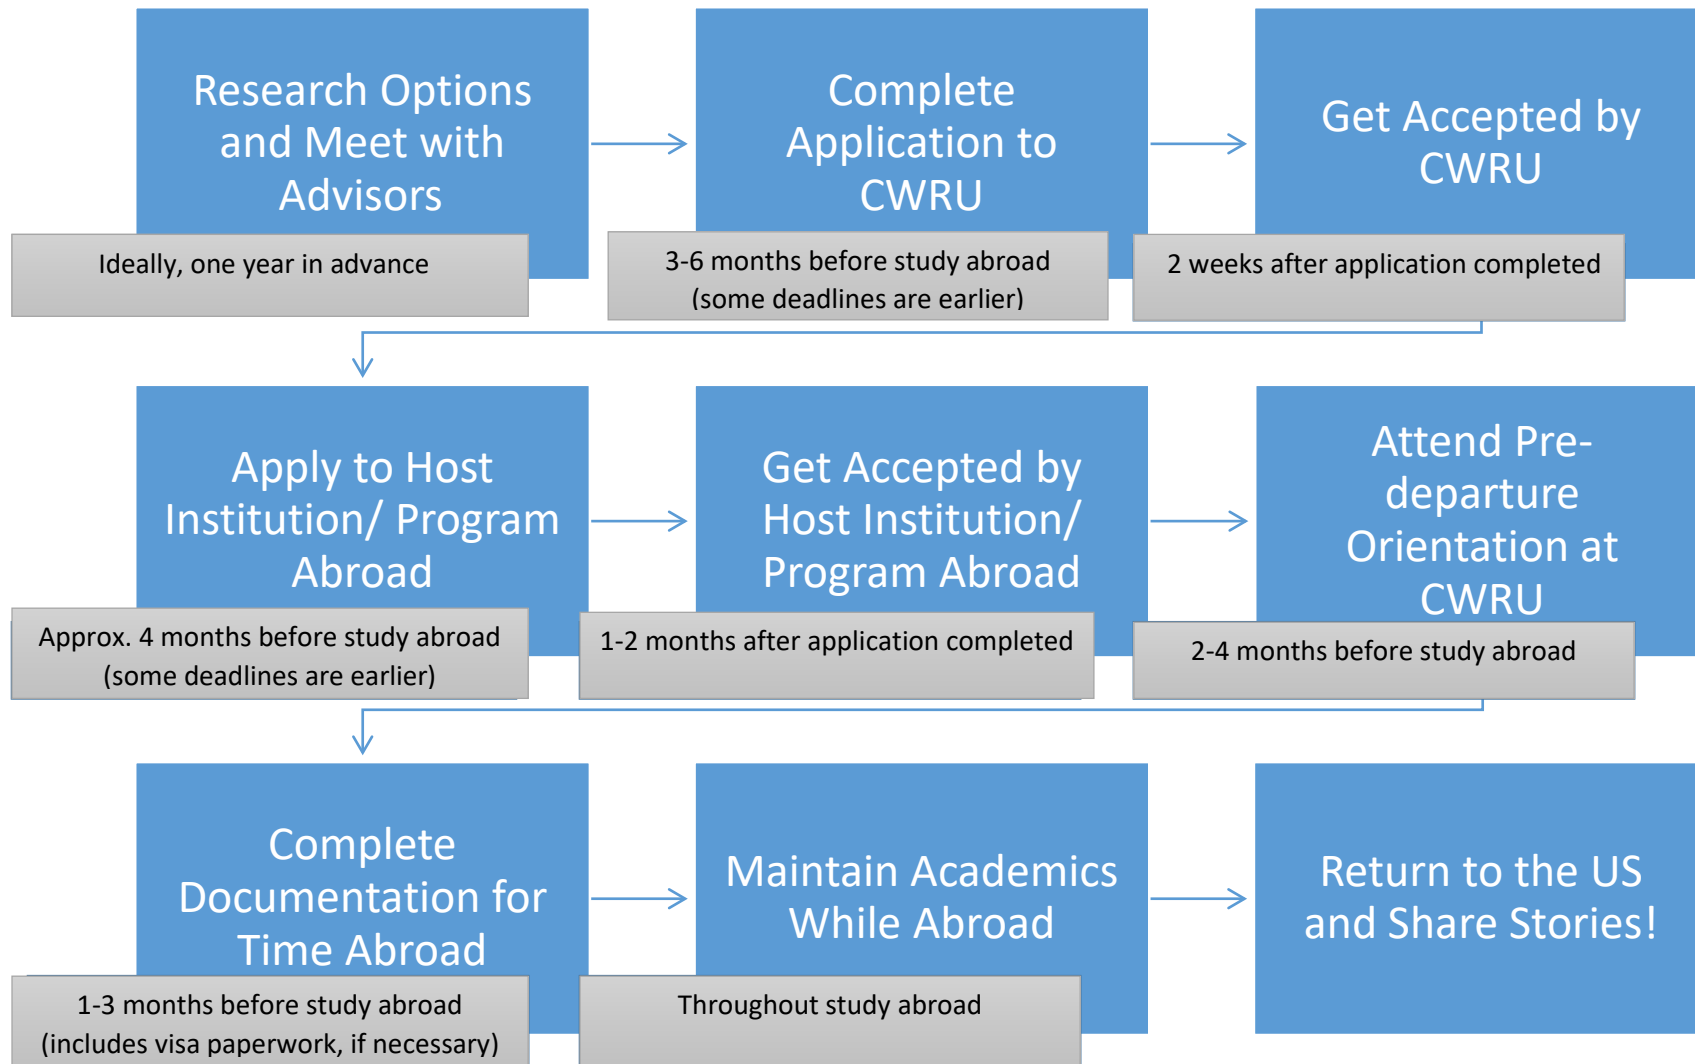 Research Options
and Meet with
Advisors
Ideally, one year in advance
Complete
Application to
CWRU
3-6 months before study abroad
(some deadlines are earlier)
Get Accepted by
CWRU
2 weeks after application completed
Apply to Host
Institution/ Program
Abroad
Approx. 4 months before study abroad
(some deadlines are earlier)
Get Accepted by
Host Institution/
Program Abroad
1-2 months after application completed
Attend Pre-
departure
Orientation at
CWRU
2-4 months before study abroad
Complete
Documentation for
Time Abroad
1-3 months before study abroad
(includes visa paperwork, if necessary)
Maintain Academics
While Abroad
Throughout study abroad
Return to the US
and Share Stories!